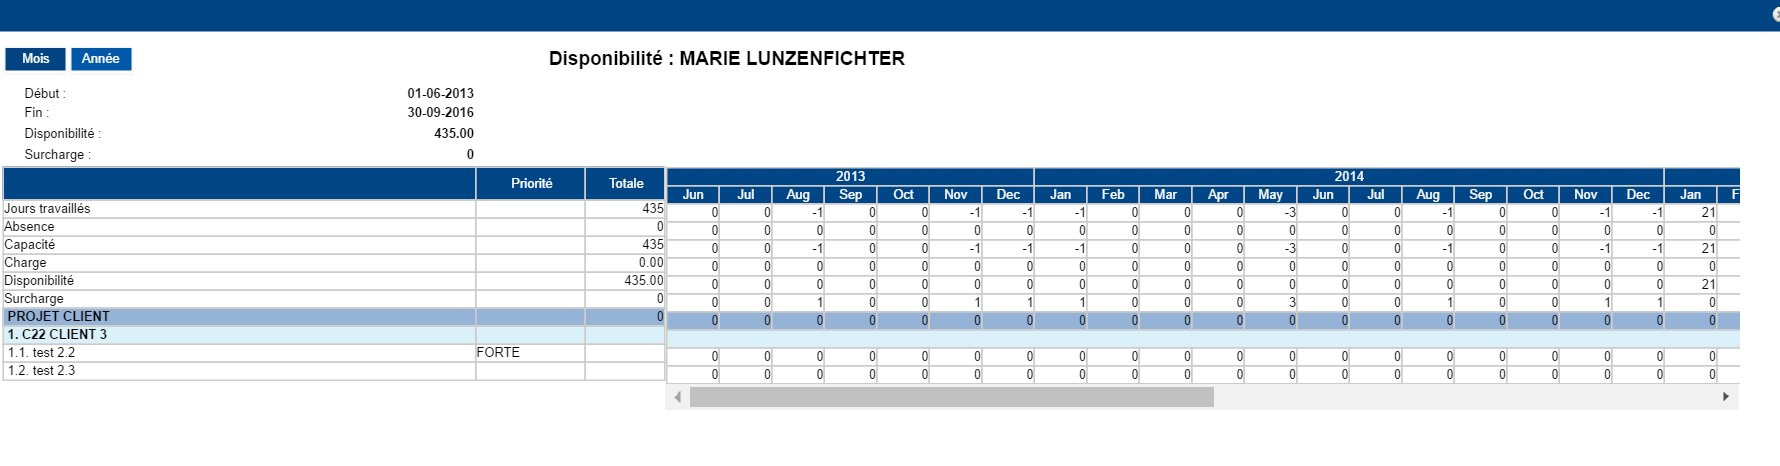 Mois Année Disponibilité : MARIE LUNZENFICHTER
Début : 01-06-2013
Fin : 30-09-2016
Disponibilité : 435.00
Surcharge : 0
2013 2014
Priorité Totale Jun Jul Aug Sep Oct Nov Dec Jan Feb Mar Apr May Jun Jul Aug Sep Oct Nov Dec Jan F
Jours travaillés 435 0 0 -1 0 0 -1 -1 -1 0 0 0 -3 0 0 -1 0 0 -1 -1 21
Absence 0 0 0 0 0 0 0 0 0 0 0 0 0 0 0 0 0 0 0 0 0
Capacité 435 0 0 -1 0 0 -1 -1 -1 0 0 0 -3 0 0 -1 0 0 -1 -1 21
Charge 0.00 0 0 0 0 0 0 0 0 0 0 0 0 0 0 0 0 0 0 0 0
Disponibilité 435.00 0 0 0 0 0 0 0 0 0 0 0 0 0 0 0 0 0 0 0 21
Surcharge 0 0 0 1 0 0 1 1 1 0 0 0 3 0 0 1 0 0 1 1 0
PROJET CLIENT 0 0 0 0 0 0 0 0 0 0 0 0 0 0 0 0 0 0 0 0 0
1. C22 CLIENT 3
1.1. test 2.2 FORTE 0 0 0 0 0 0 0 0 0 0 0 0 0 0 0 0 0 0 0 0
1.2. test 2.3 0 0 0 0 0 0 0 0 0 0 0 0 0 0 0 0 0 0 0 0